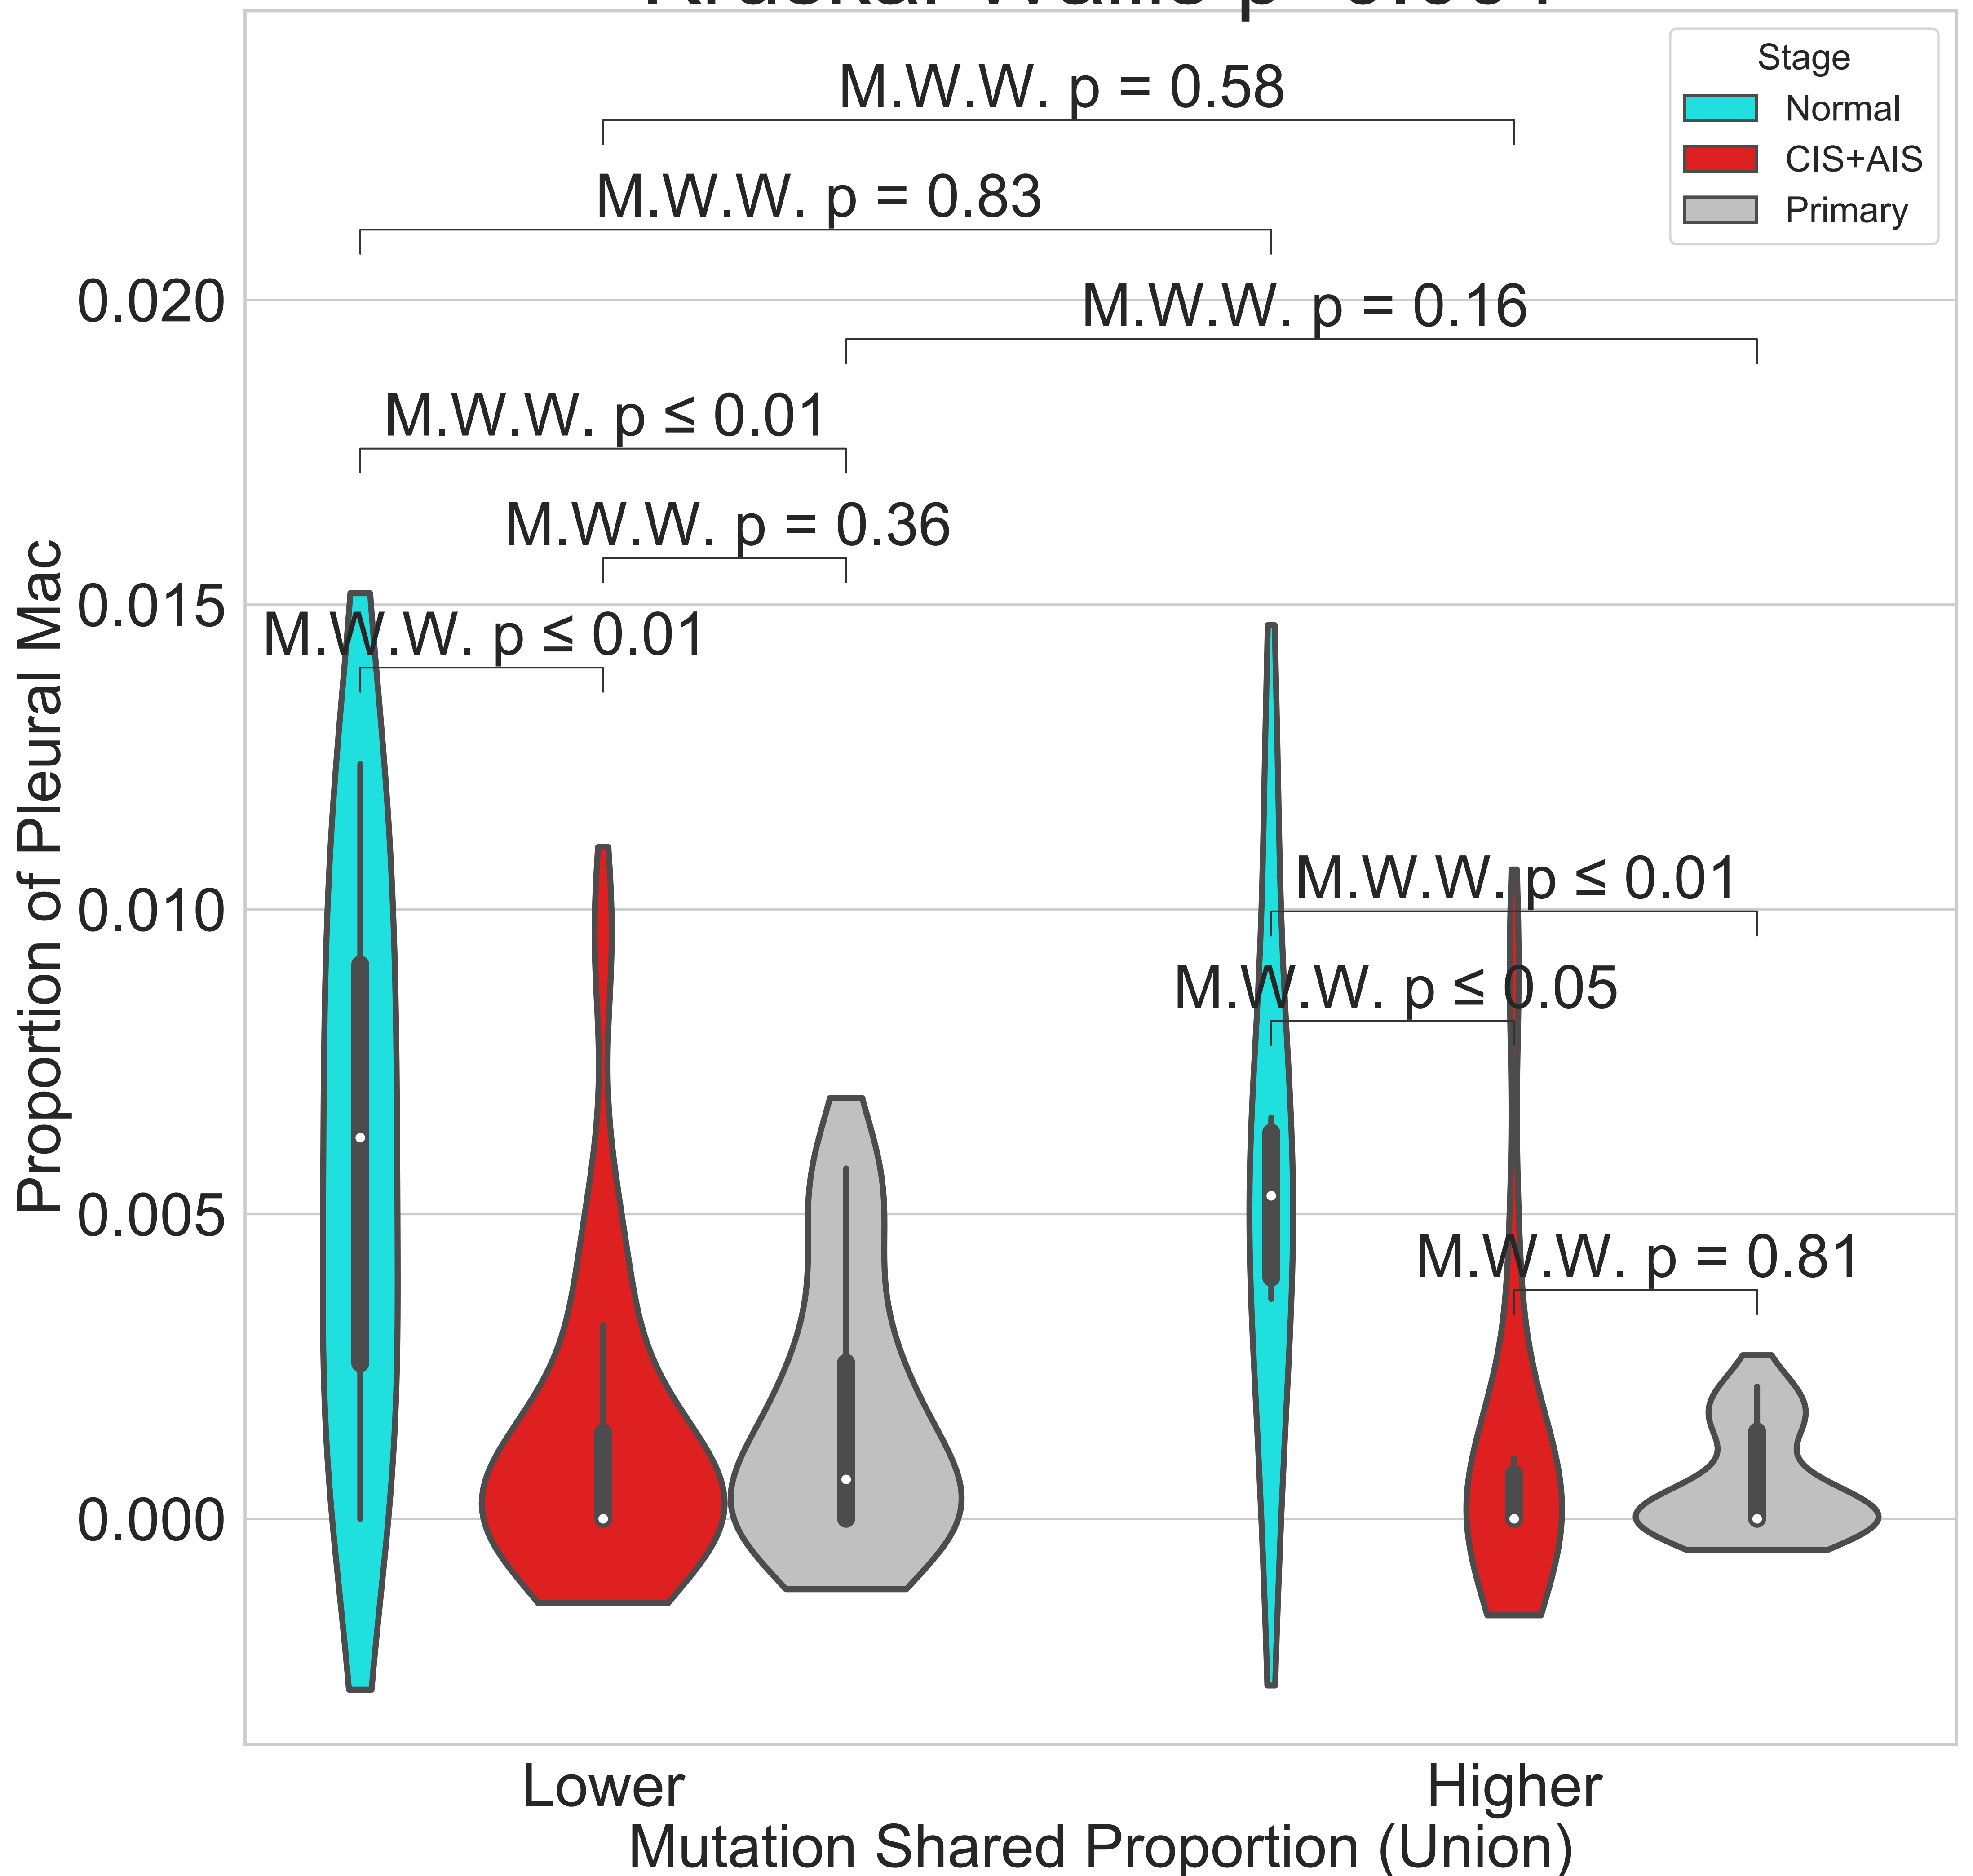 Stage
Normal
CIS+AIS
Primary
M.W.W. p = 0.58
M.W.W. p = 0.83
M.W.W. p = 0.16
M.W.W. p ≤ 0.01
M.W.W. p = 0.36
M.W.W. p ≤ 0.01
M.W.W. p ≤ 0.01
M.W.W. p ≤ 0.05
M.W.W. p = 0.81
0.020
0.015
0.010
0.005
0.000
Proportion of Pleural Mac
Lower
Higher
Mutation Shared Proportion (Union)